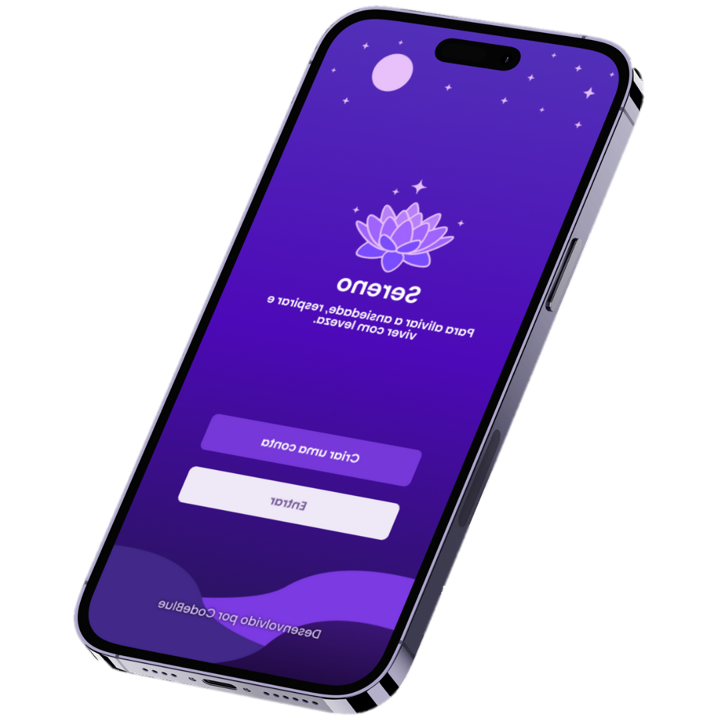 Sereno
Para aliviar a ansiedade, respirar e
viver com leveza.
Criar uma conta
Entrar
Desenvolvido por CodeBlue